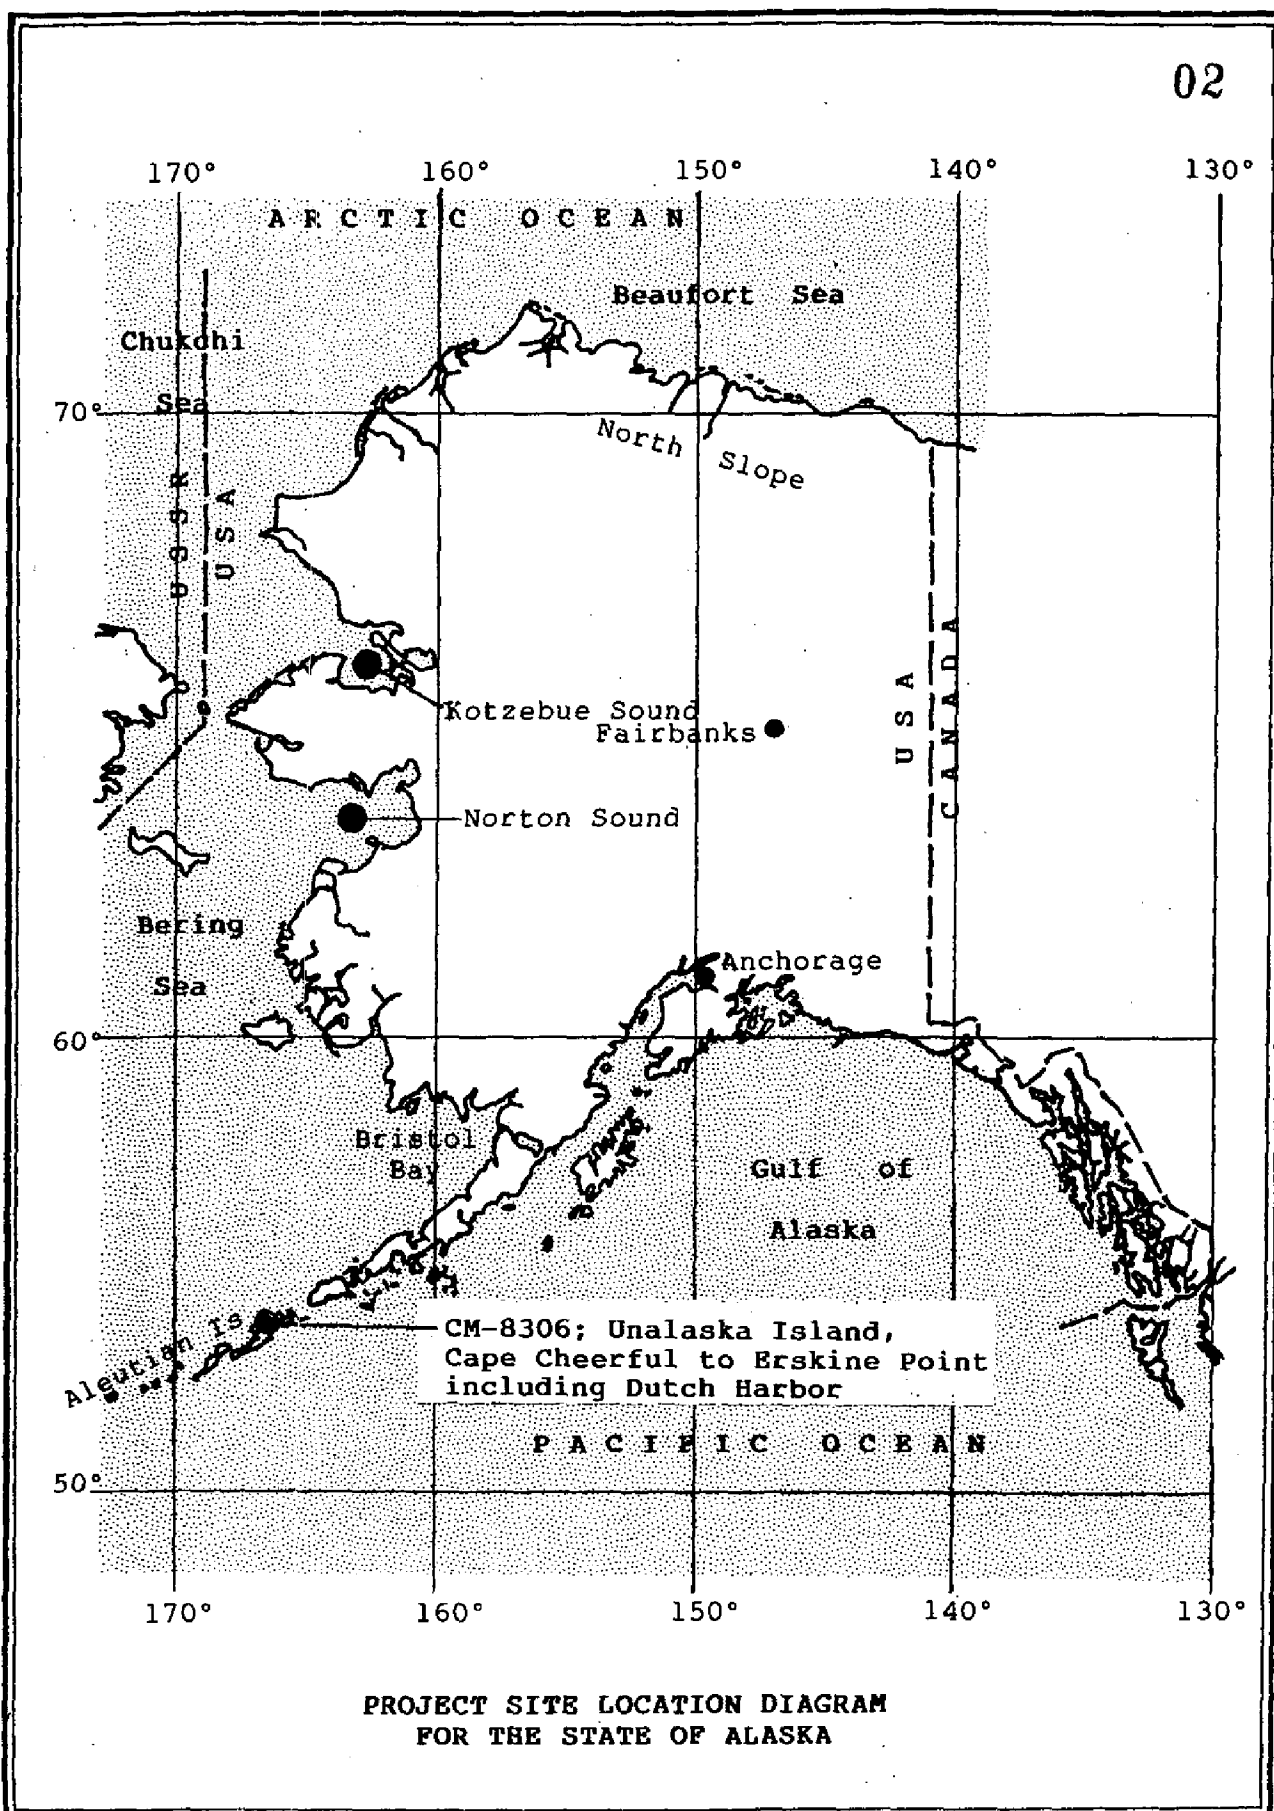 02
170° 160° 150° 140° 130°
ARCTIC OCEAN
Beaufort Sea
Chukchi
Sea
70°
North Slope
USSR
USA
USA
CANADA
Kotzebue Sound
Fairbanks
Norton Sound
Bering
Sea
Anchorage
60°
Bristol
Bay
Gulf of
Alaska
Aleutian Is
CM-8306; Unalaska Island,
Cape Cheerful to Erskine Point
including Dutch Harbor
PACIFIC OCEAN
50°
170° 160° 150° 140° 130°
PROJECT SITE LOCATION DIAGRAM
FOR THE STATE OF ALASKA